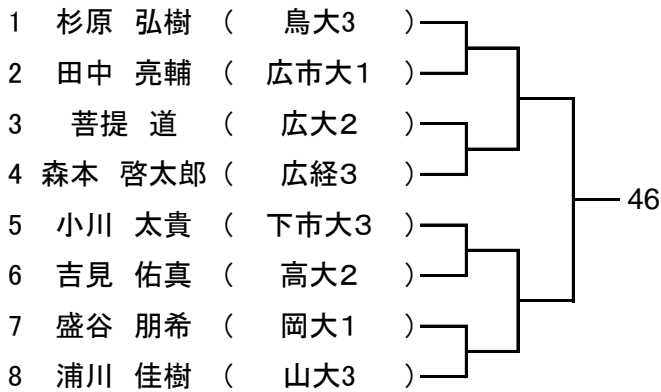 1 杉原 弘樹 ( 鳥大3 )
2 田中 亮輔 ( 広市大1 )
3 菩提 道 ( 広大2 )
4 森本 啓太郎 ( 広経3 )
5 小川 太貴 ( 下市大3 )
6 吉見 佑真 ( 高大2 )
7 盛谷 朋希 ( 岡大1 )
8 浦川 佳樹 ( 山大3 )
46